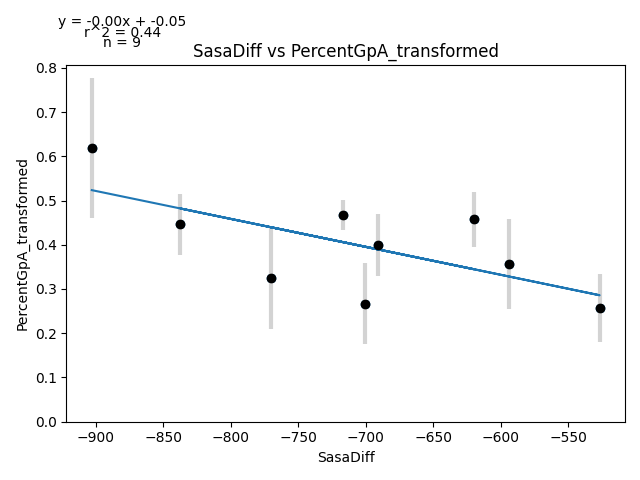 y = -0.00x + -0.05
r^2 = 0.44
n = 9
SasaDiff vs PercentGpA_transformed
PercentGpA_transformed
0.8
0.7
0.6
0.5
0.4
0.3
0.2
0.1
0.0
−900
−850
−800
−750
−700
−650
−600
−550
SasaDiff